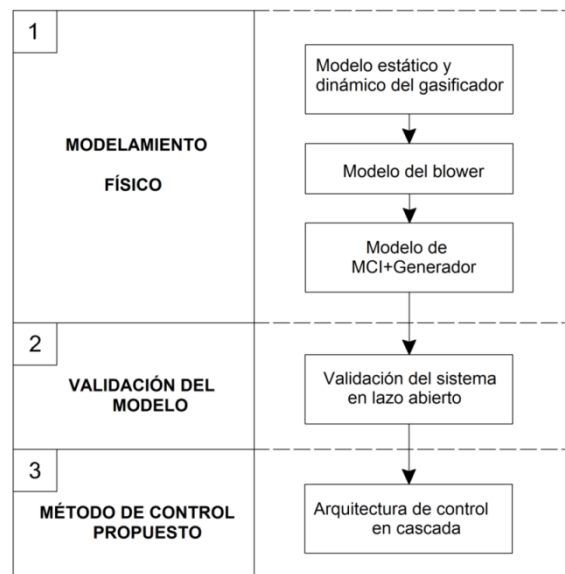 1
MODELAMIENTO
FÍSICO
Modelo estático y
dinámico del gasificador
Modelo del blower
Modelo de
MCI+Generador
2
VALIDACIÓN DEL
MODELO
Validación del sistema
en lazo abierto
3
MÉTODO DE CONTROL
PROPUESTO
Arquitectura de control
en cascada